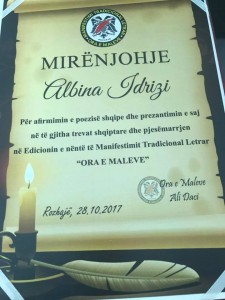 MIRËNJOHJE
Albina Idrizi
Për afirmimin e poezisë shqipe dhe prezautimin e saj
në të gjitha trevat shqiptare dhe pjesëmarrjen
në Edicionin e nëntë të Manifestimit Tradicional Letrar
"ORA E MALEVE"
Ora e Maleve
Ali Daci
Rozhajë, 28.10.2017